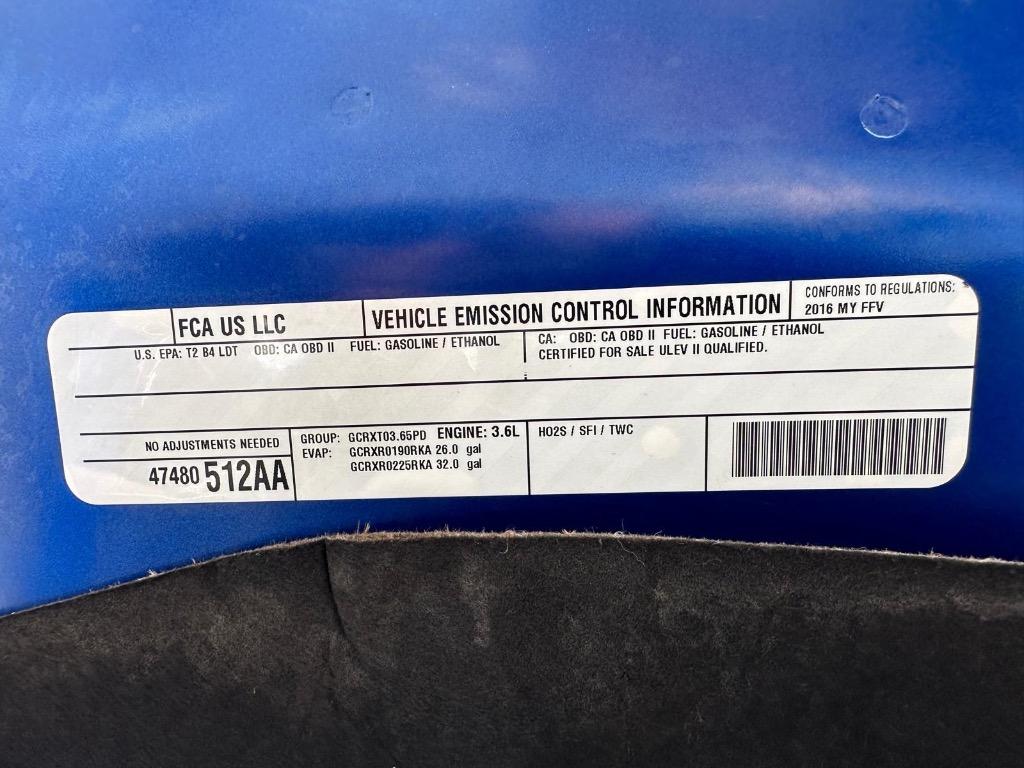 FCA US LLC
VEHICLE EMISSION CONTROL INFORMATION
CONFORMS TO REGULATIONS:
2016 MY FFV
U.S. EPA: T2 B4 LDT OBD: CA OBD II FUEL: GASOLINE / ETHANOL
CA: OBD: CA OBD II FUEL: GASOLINE / ETHANOL
CERTIFIED FOR SALE ULEV II QUALIFIED.
NO ADJUSTMENTS NEEDED
47480 512AA
GROUP: GCRXT03.65PD ENGINE: 3.6L
EVAP: GCRXR0190RKA 26.0 gal
GCRXR0225RKA 32.0 gal
HO2S / SFI / TWC